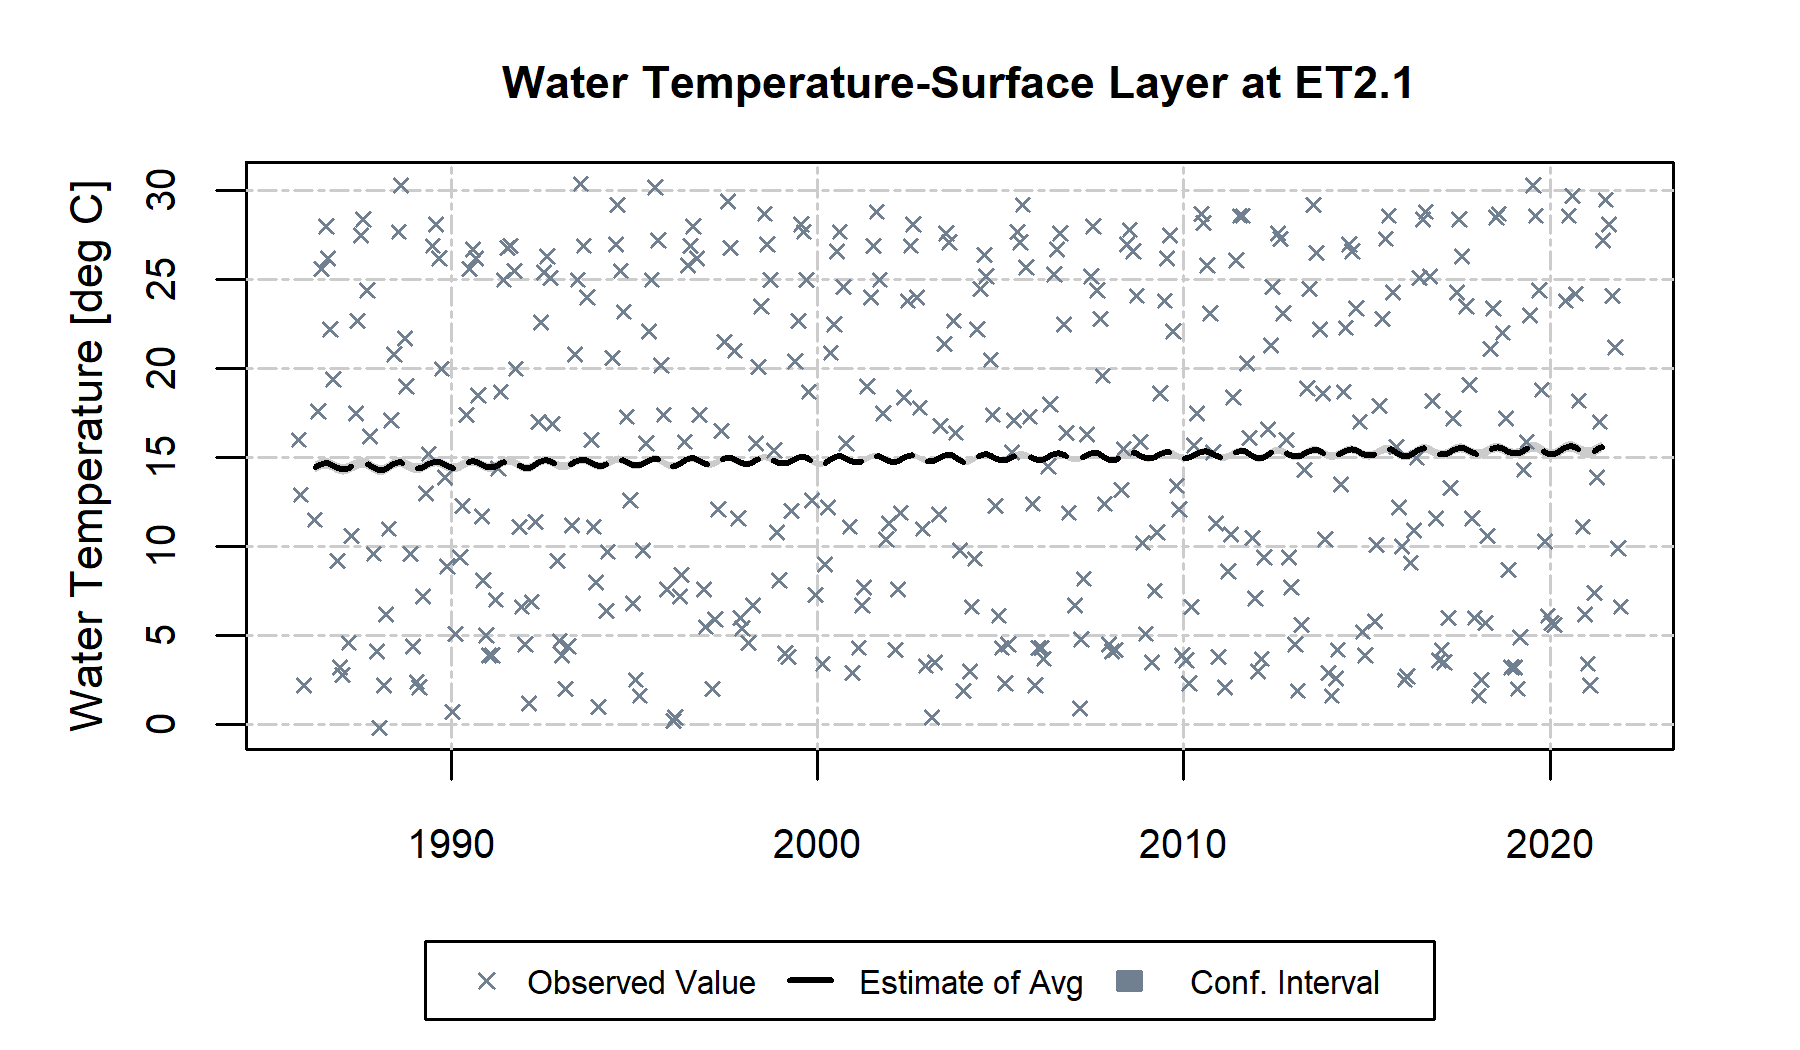 Water Temperature-Surface Layer at ET2.1
Water Temperature [deg C]
30
25
20
15
10
5
0
1990 2000 2010 2020
Observed Value Estimate of Avg Conf. Interval